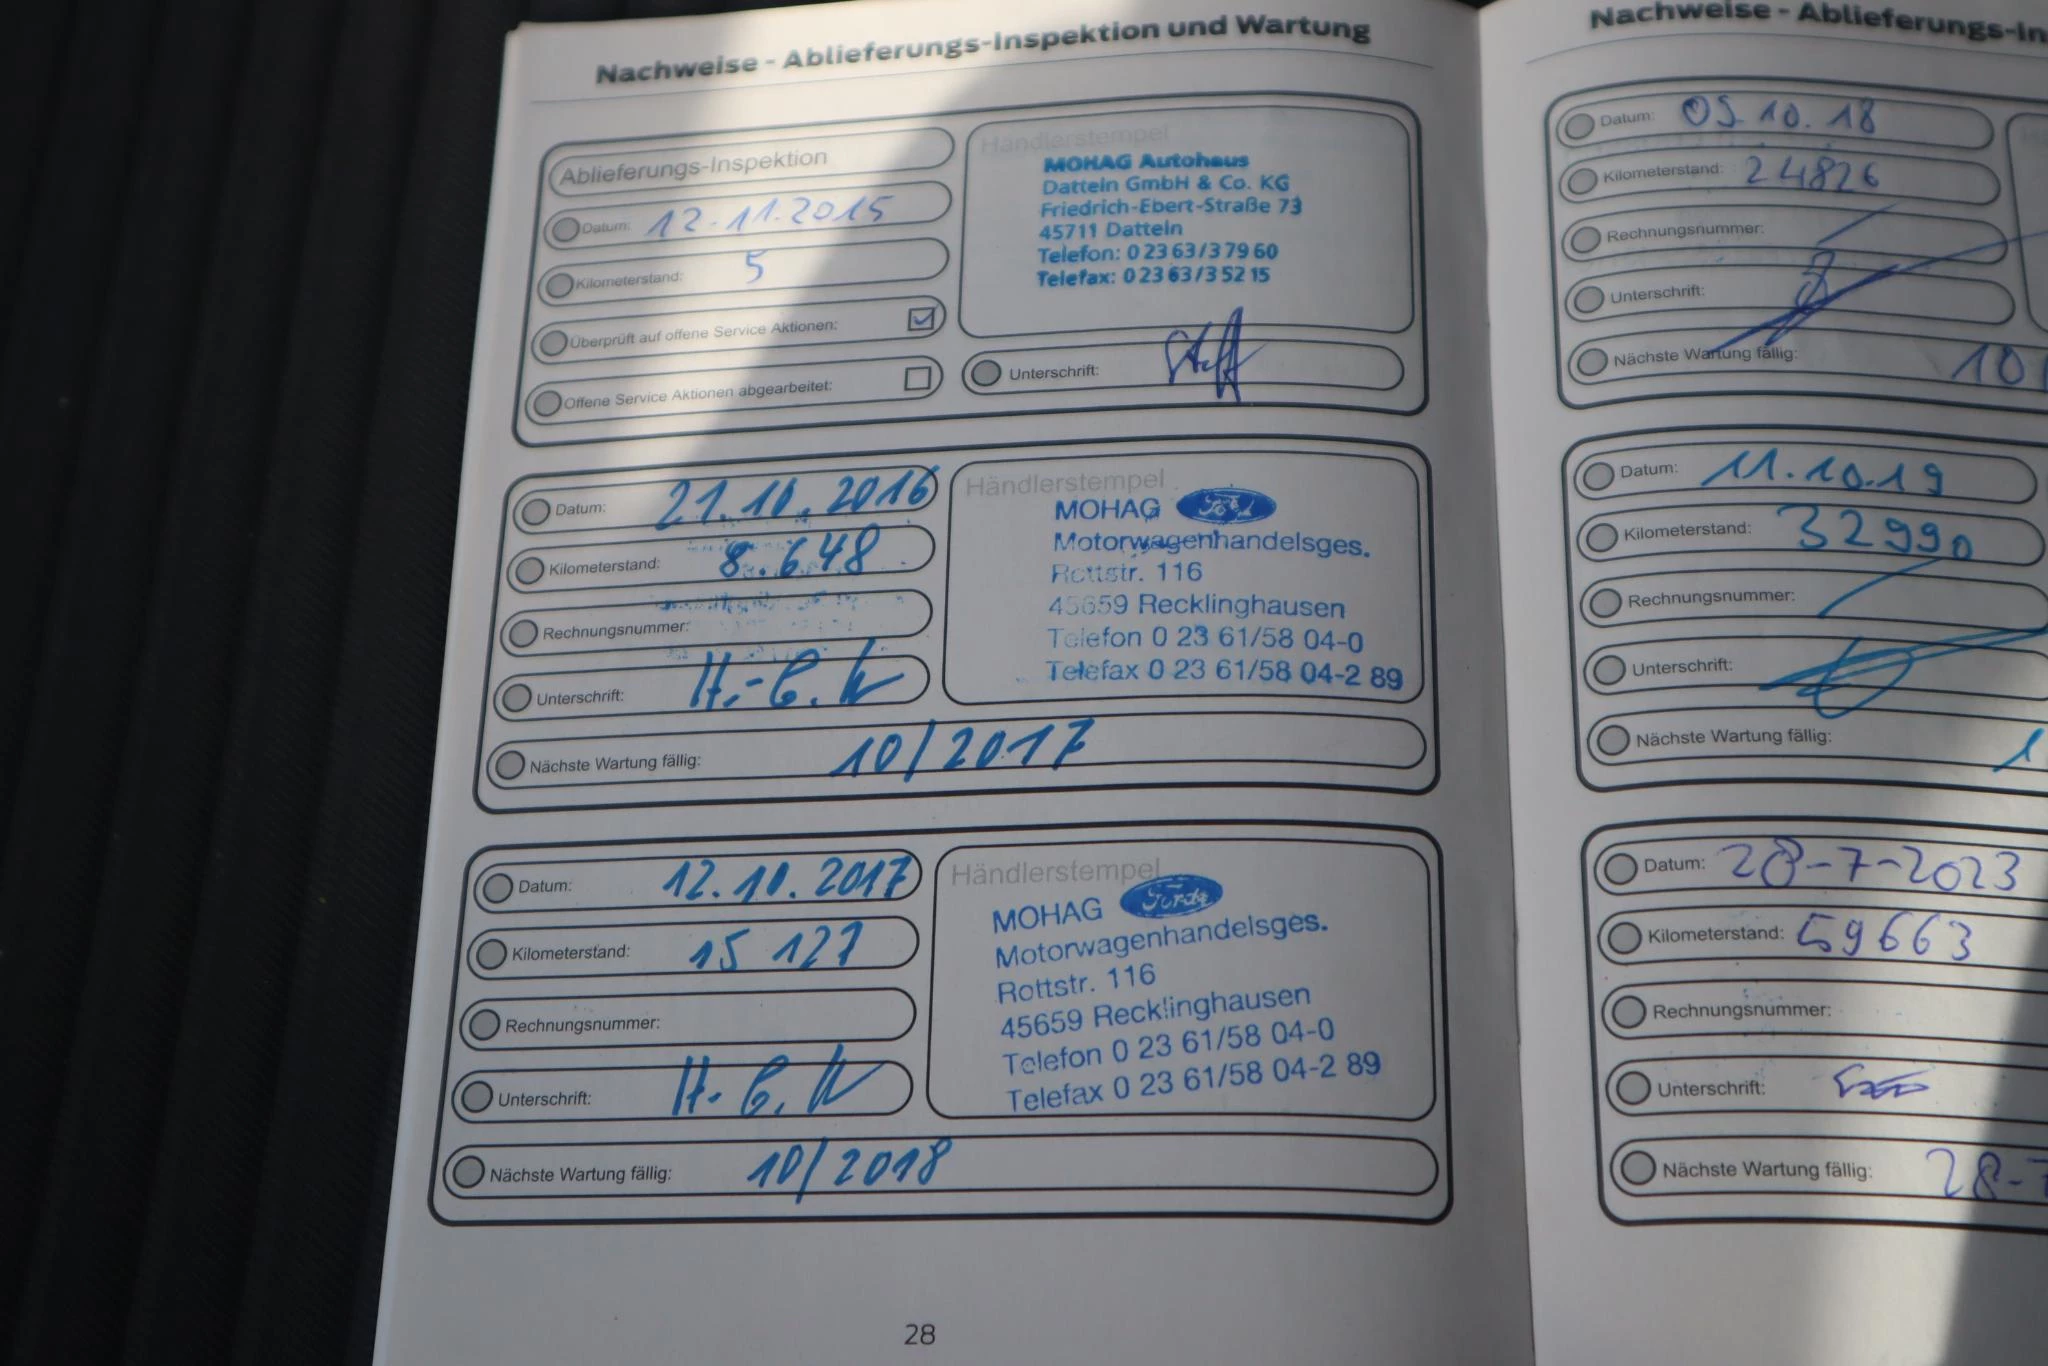 Nachweise - Ablieferungs-Inspektion und Wartung
Ablieferungs-Inspektion
Datum: 12.11.2015
Kilometerstand: 5
Überprüft auf offene Service Aktionen:
Offene Service Aktionen abgearbeitet:
Händlerstempel
MOHAG Autohaus
Datteln GmbH & Co. KG
Friedrich-Ebert-Straße 73
45711 Datteln
Telefon: 0 23 63/3 79 60
Telefax: 0 23 63/3 52 15
Unterschrift:
Datum: 21.10.2016
Kilometerstand: 8.648
Rechnungsnummer:
Unterschrift:
Händlerstempel
MOHAG Ford
Motorwagenhandelsges.
Rottstr. 116
45659 Recklinghausen
Telefon 0 23 61/58 04-0
Telefax 0 23 61/58 04-2 89
Nächste Wartung fällig: 10/2017
Datum: 12.10.2017
Kilometerstand: 15 127
Rechnungsnummer:
Unterschrift:
Händlerstempel
MOHAG Ford
Motorwagenhandelsges.
Rottstr. 116
45659 Recklinghausen
Telefon 0 23 61/58 04-0
Telefax 0 23 61/58 04-2 89
Nächste Wartung fällig: 10/2018
28
Nachweise - Ablieferungs-In
Datum: 05.10.18
Kilometerstand: 24826
Rechnungsnummer:
Unterschrift:
Nächste Wartung fällig: 10
Datum: 11.10.19
Kilometerstand: 32990
Rechnungsnummer:
Unterschrift:
Nächste Wartung fällig: 1
Datum: 28-7-2023
Kilometerstand: 59663
Rechnungsnummer:
Unterschrift:
Nächste Wartung fällig: 28-7